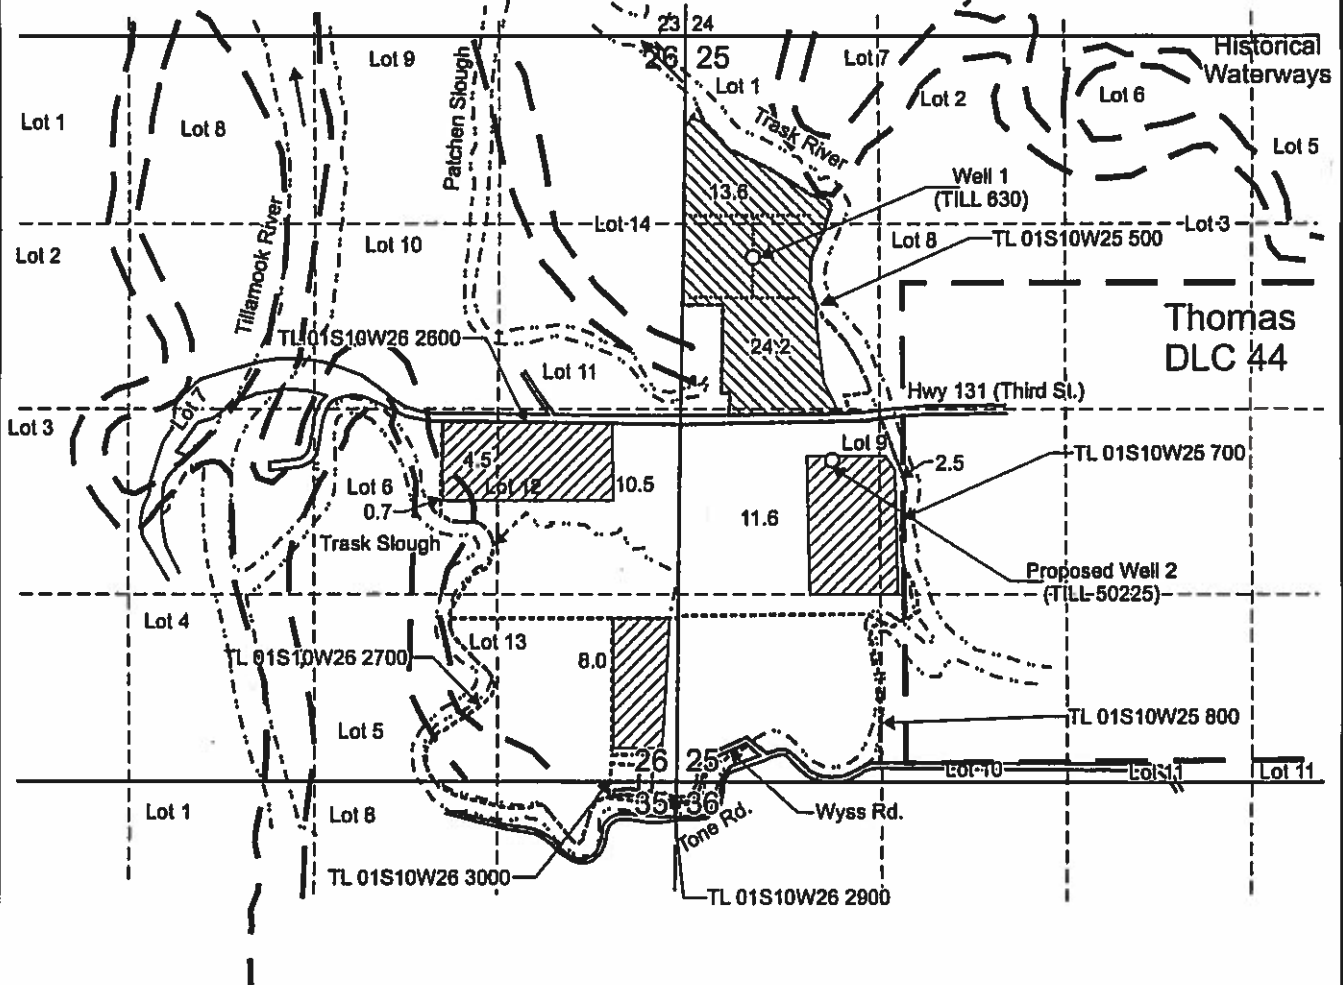 23 24
26 25
Historical
Waterways
Lot 9
Lot 7
Lot 1
Lot 2
Lot 6
Lot 1
Lot 8
Patchen Slough
Trask River
Lot 5
13.6
Well 1
(TILL 630)
Lot 14
Lot 3
Lot 2
Lot 10
Lot 8
TL 01S10W25 500
Tillamook River
TL 01S10W26 2600
24.2
Thomas
DLC 44
Lot 11
Hwy 131 (Third St.)
Lot 7
Lot 3
Lot 9
TL 01S10W25 700
4.5
2.5
Lot 6
Lot 12
10.5
0.7
11.6
Trask Slough
Proposed Well 2
(TILL 50225)
Lot 4
Lot 13
TL 01S10W26 2700
8.0
TL 01S10W25 800
Lot 5
26 25
Lot 10
Lot 11
Lot 11
35 36
Lot 1
Lot 8
Tone Rd.
Wyss Rd.
TL 01S10W26 3000
TL 01S10W26 2900